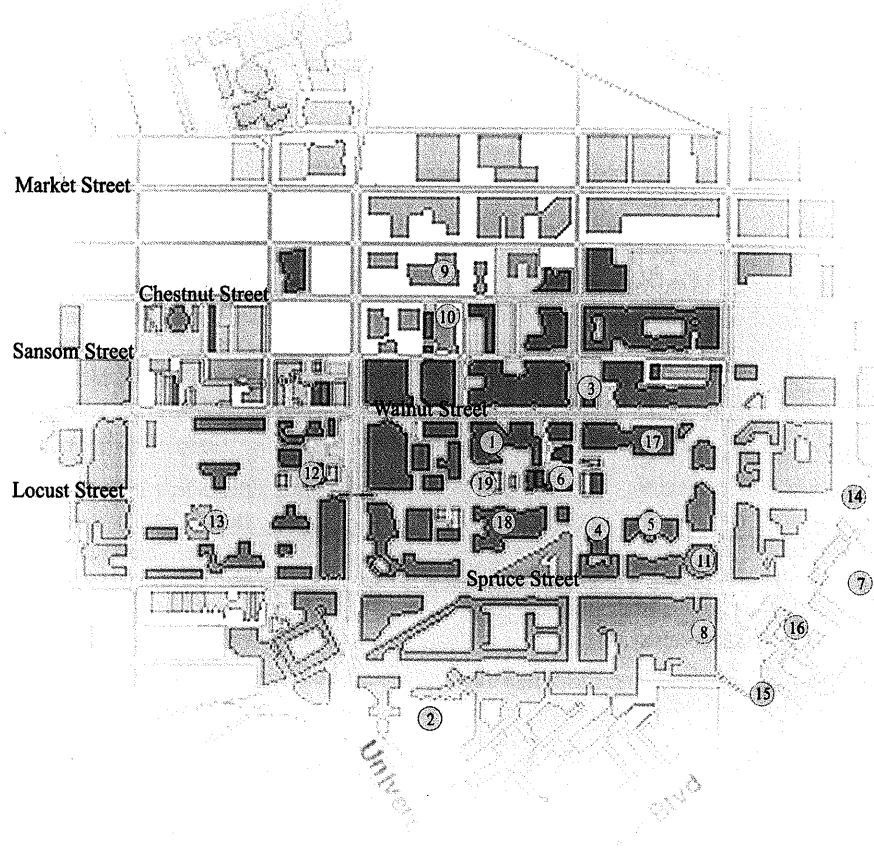 Market Street
9
Chestnut Street
10
Sansom Street
3
Walnut Street
1
17
12
19
6
Locust Street
14
13
18
4
5
11
Spruce Street
7
16
8
15
2
Univer
Blvd